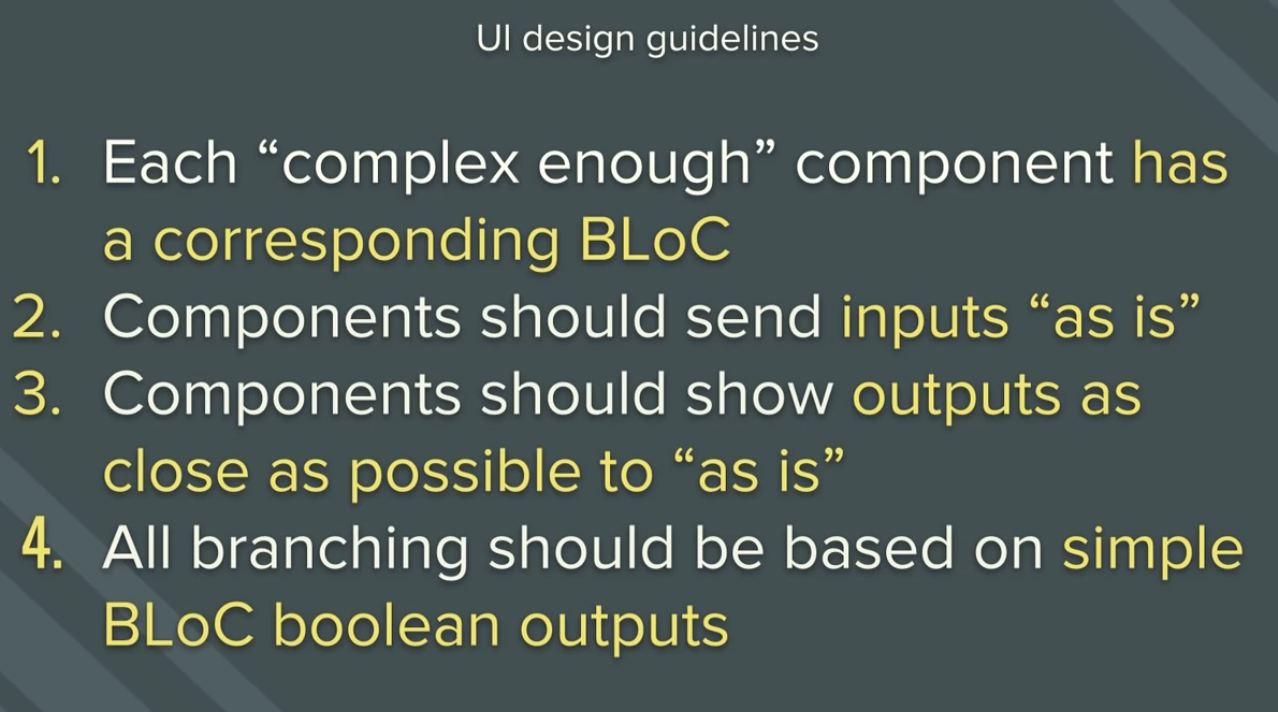 UI design guidelines
1. Each “complex enough” component has
a corresponding BLoC
2. Components should send inputs “as is”
3. Components should show outputs as
close as possible to “as is”
4. All branching should be based on simple
BLoC boolean outputs